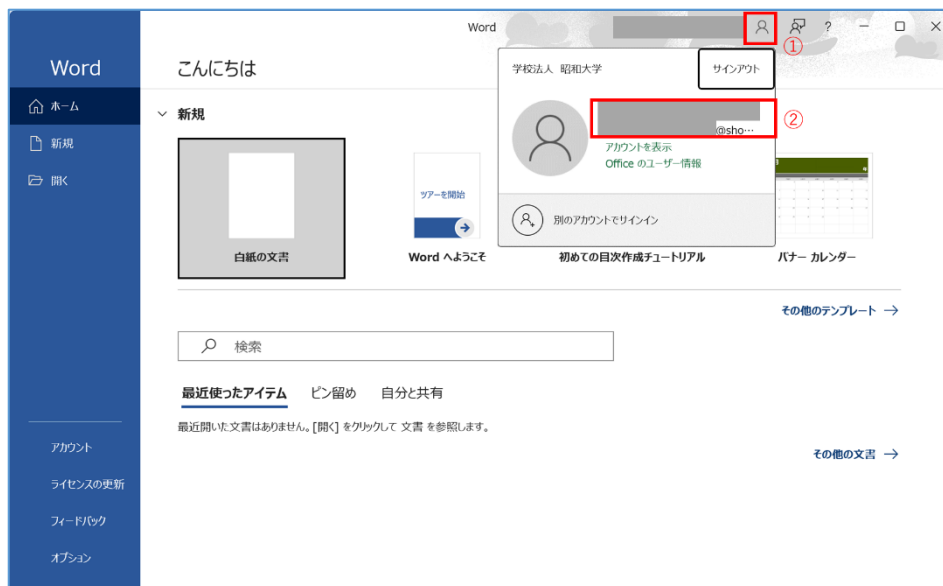 Word
?
①
Word
こんにちは
学校法人 昭和大学
サインアウト
ホーム
新規
②
@sho…
新規
アカウントを表示
Office のユーザー情報
開く
ツアーを開始
別のアカウントでサインイン
白紙の文書
Word へようこそ
初めての目次作成チュートリアル
バナー カレンダー
その他のテンプレート →
検索
最近使ったアイテム ピン留め 自分と共有
最近開いた文書はありません。[開く] をクリックして 文書 を参照します。
アカウント
その他の文書 →
ライセンスの更新
フィードバック
オプション